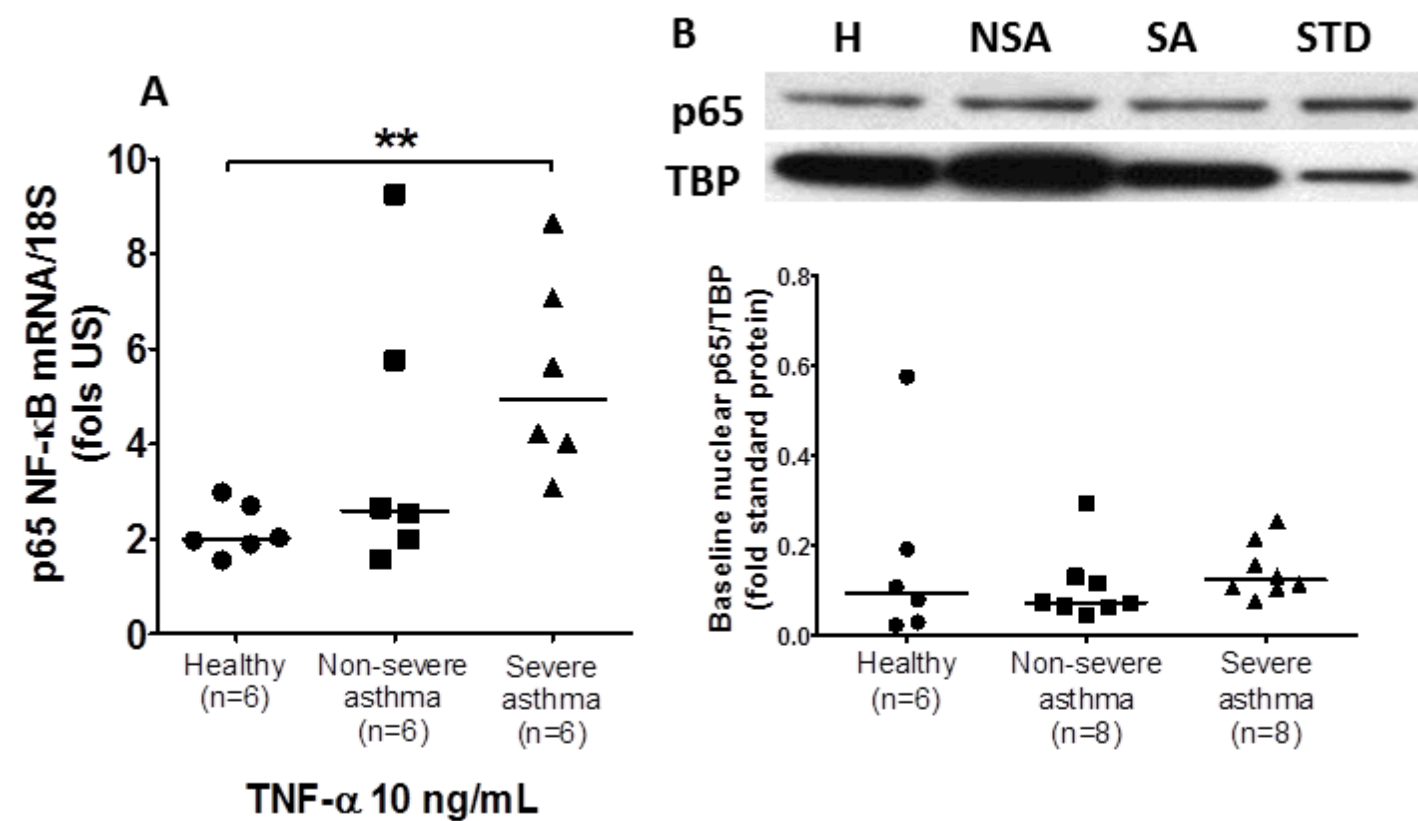 A
**
p65 NF-κB mRNA/18S
(fols US)
10
8
6
4
2
0
Healthy
(n=6)
Non-severe
asthma
(n=6)
Severe
asthma
(n=6)
TNF-α 10 ng/mL
B
H NSA SA STD
p65
TBP
Baseline nuclear p65/TBP
(fold standard protein)
0.8
0.6
0.4
0.2
0.0
Healthy
(n=6)
Non-severe
asthma
(n=8)
Severe
asthma
(n=8)